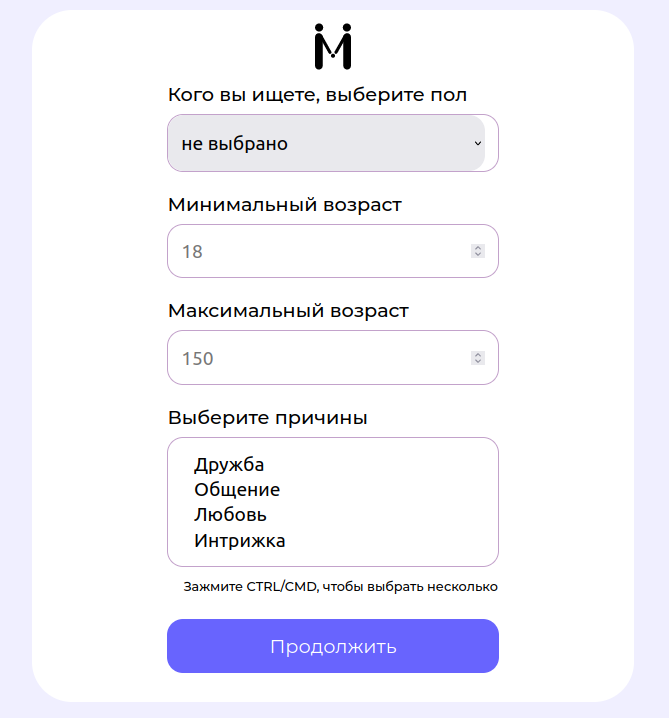 Кого вы ищете, выберите пол
не выбрано
Минимальный возраст
18
Максимальный возраст
150
Выберите причины
Дружба
Общение
Любовь
Интрижка
Зажмите CTRL/CMD, чтобы выбрать несколько
Продолжить